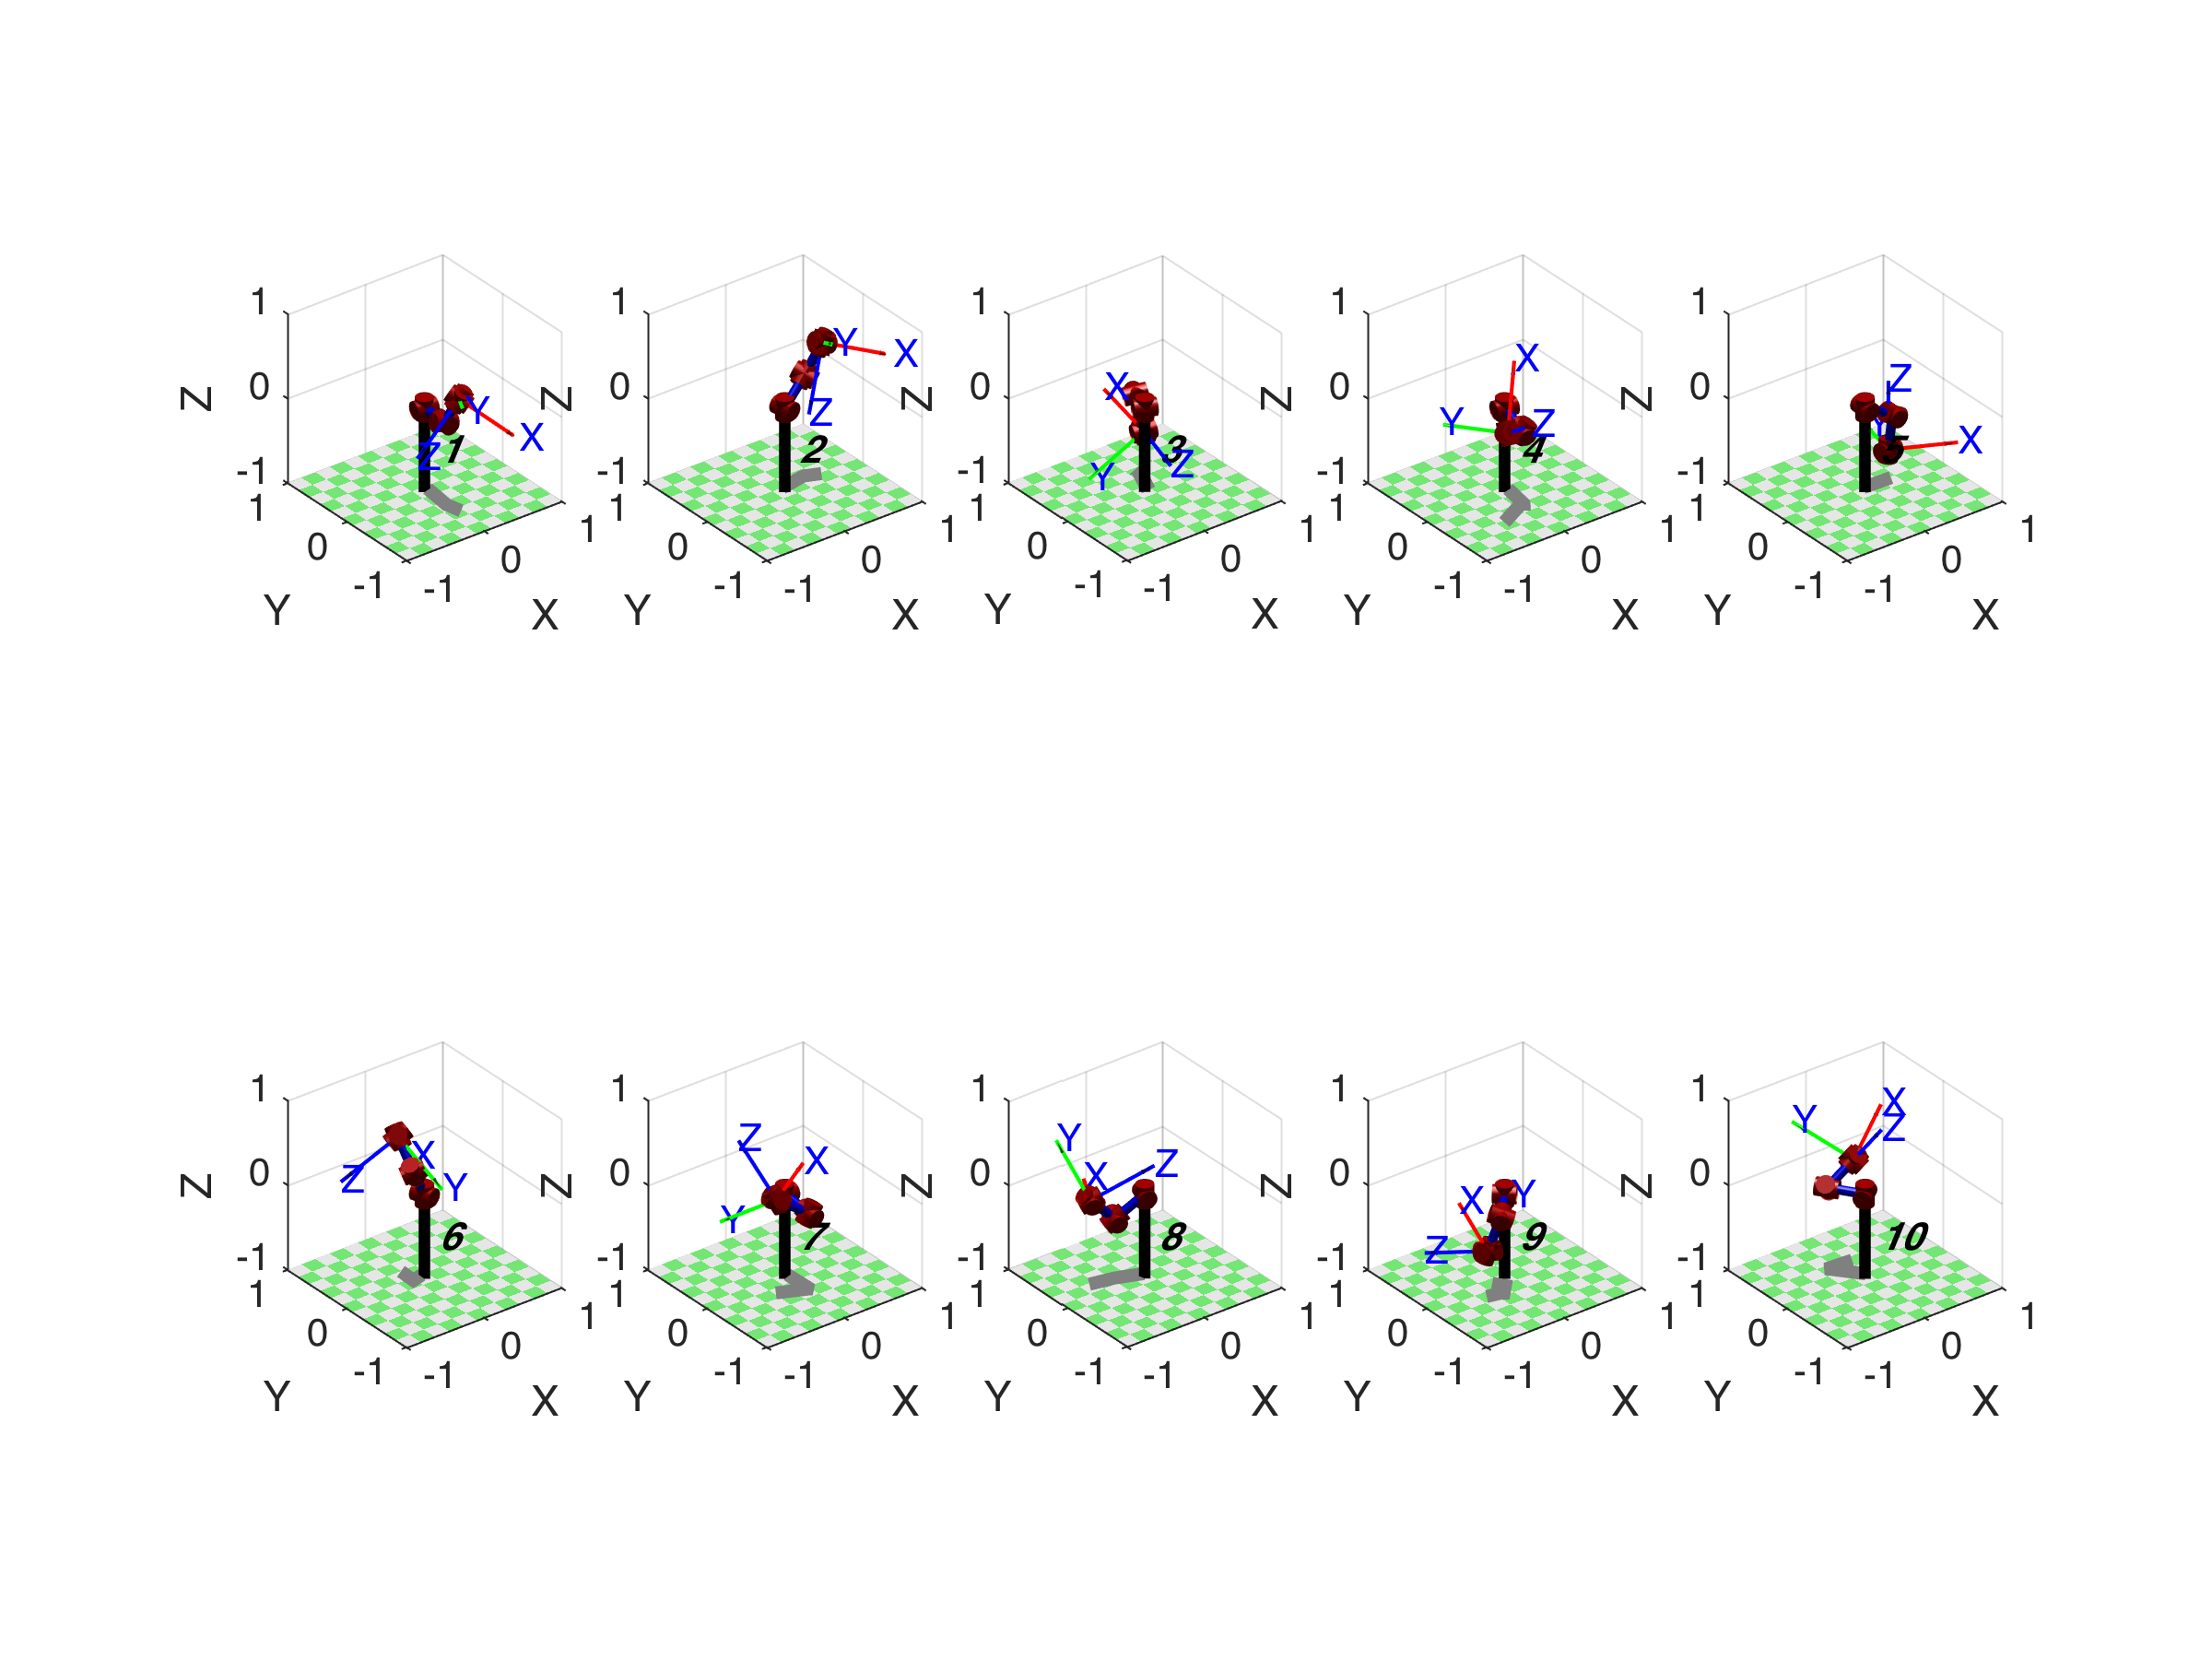 1 1 1 1 1
Y X X X
Z 0 Z 0 Y Z 0 X Z 0 Y Z Z 0 Z
X
Z 1 Z 2 Y 3 Z 4 Y 5 X
-1 -1 -1 -1 -1
1 1 1 1 1 1 1 1 1 1
0 0 0 0 0 0 0 0 0 0
-1 -1 -1 -1 -1 -1 -1 -1 -1 -1
Y X Y X Y X Y X Y X
1 1 1 1 1
X Y Z Y Y Z
Z 0 Z X Y Z 0 X Z 0 X Z Z 0 X Y Z 0
6 Y 7 8 Z 9 10
-1 -1 -1 -1 -1
1 1 1 1 1 1 1 1 1 1
0 0 0 0 0 0 0 0 0 0
-1 -1 -1 -1 -1 -1 -1 -1 -1 -1
Y X Y X Y X Y X Y X